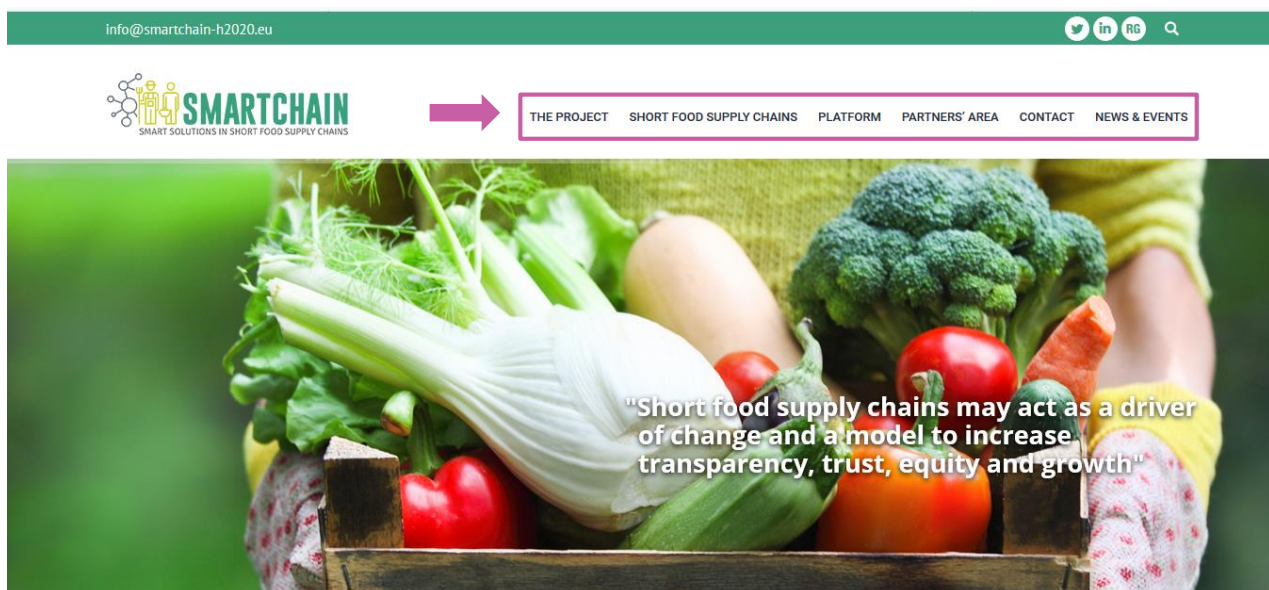 info@smartchain-h2020.eu
in RG
SMARTCHAIN
SMART SOLUTIONS IN SHORT FOOD SUPPLY CHAINS
THE PROJECT SHORT FOOD SUPPLY CHAINS PLATFORM PARTNERS' AREA CONTACT NEWS & EVENTS
"Short food supply chains may act as a driver
of change and a model to increase
transparency, trust, equity and growth"